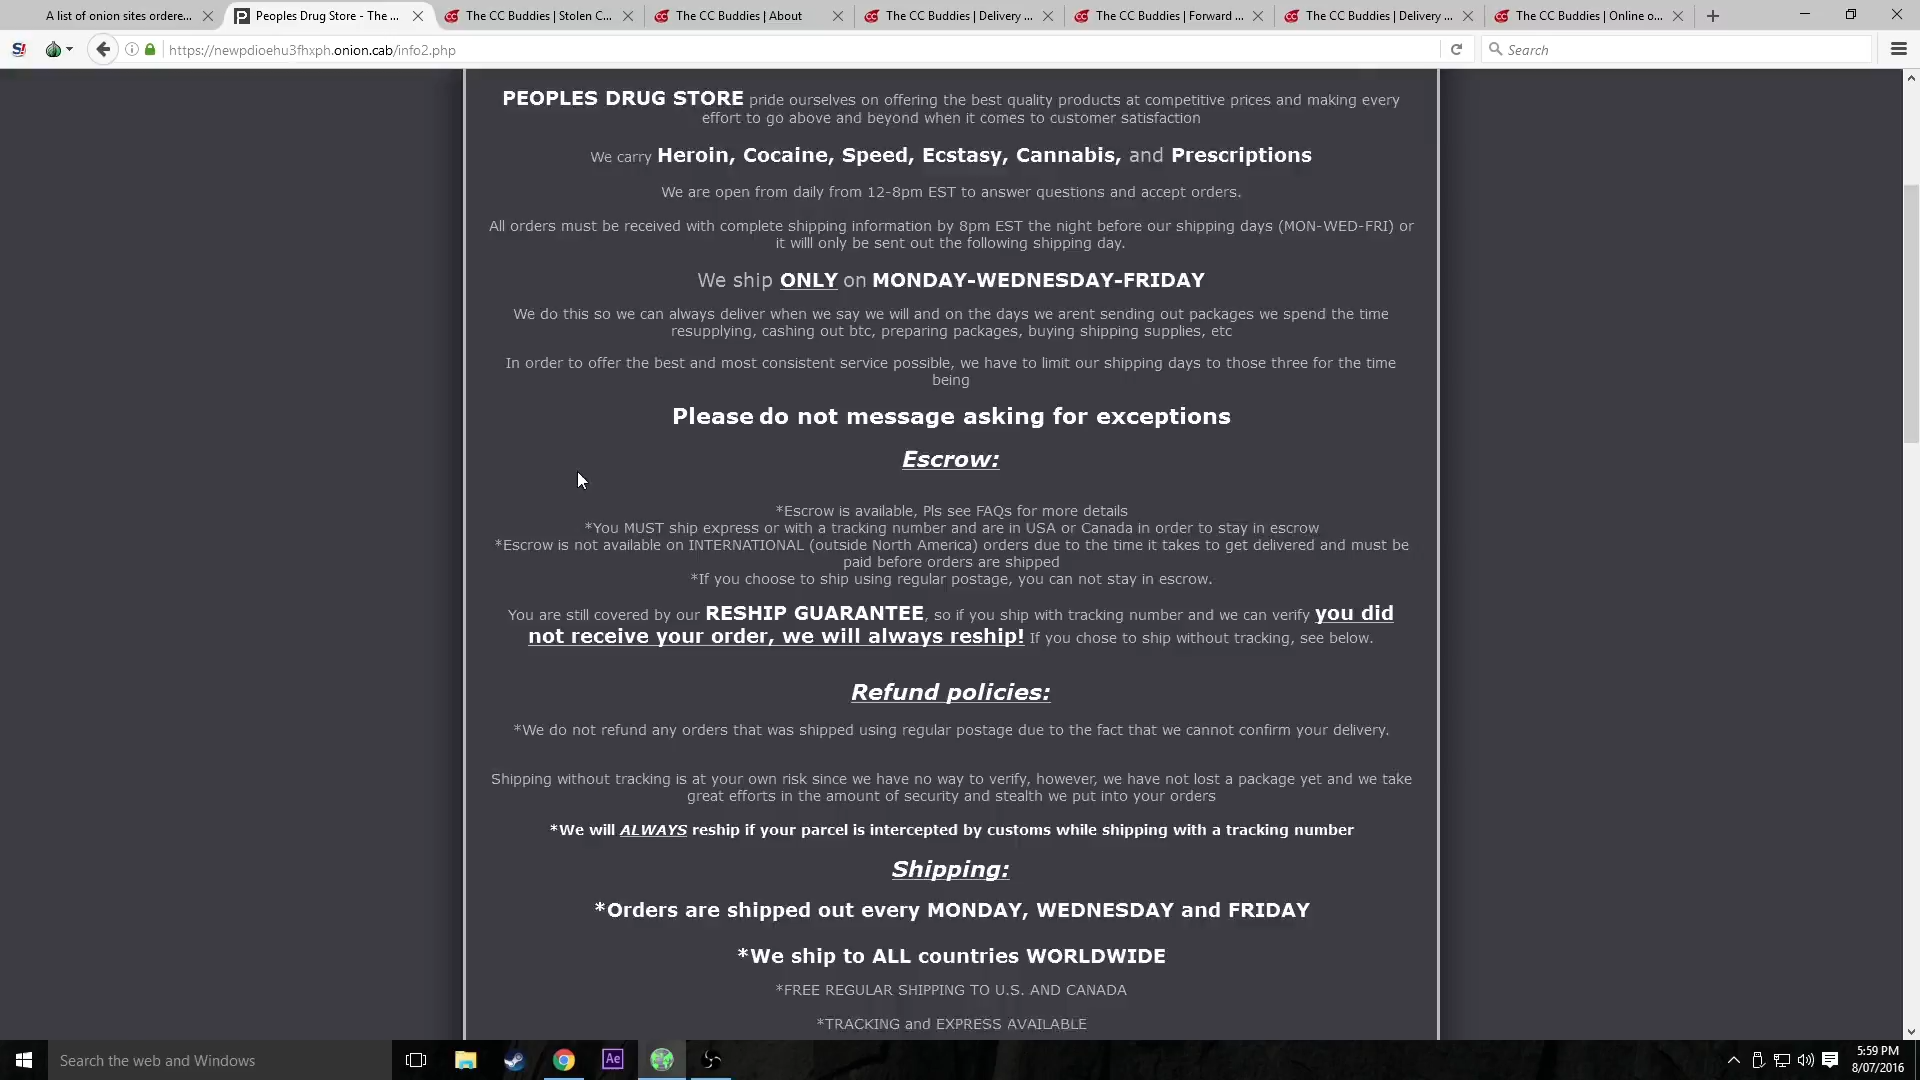 A list of onion sites ordere...
Peoples Drug Store - The ...
The CC Buddies | Stolen C...
The CC Buddies | About
The CC Buddies | Delivery ...
The CC Buddies | Forward ...
The CC Buddies | Delivery ...
The CC Buddies | Online o...
https://newpdioehu3fhxph.onion.cab/info2.php
Search
PEOPLES DRUG STORE pride ourselves on offering the best quality products at competitive prices and making every
effort to go above and beyond when it comes to customer satisfaction
We carry Heroin, Cocaine, Speed, Ecstasy, Cannabis, and Prescriptions
We are open from daily from 12-8pm EST to answer questions and accept orders.
All orders must be received with complete shipping information by 8pm EST the night before our shipping days (MON-WED-FRI) or
it willl only be sent out the following shipping day.
We ship ONLY on MONDAY-WEDNESDAY-FRIDAY
We do this so we can always deliver when we say we will and on the days we arent sending out packages we spend the time
resupplying, cashing out btc, preparing packages, buying shipping supplies, etc
In order to offer the best and most consistent service possible, we have to limit our shipping days to those three for the time
being
Please do not message asking for exceptions
Escrow:
*Escrow is available, Pls see FAQs for more details
*You MUST ship express or with a tracking number and are in USA or Canada in order to stay in escrow
*Escrow is not available on INTERNATIONAL (outside North America) orders due to the time it takes to get delivered and must be
paid before orders are shipped
*If you choose to ship using regular postage, you can not stay in escrow.
You are still covered by our RESHIP GUARANTEE, so if you ship with tracking number and we can verify you did
not receive your order, we will always reship! If you chose to ship without tracking, see below.
Refund policies:
*We do not refund any orders that was shipped using regular postage due to the fact that we cannot confirm your delivery.
Shipping without tracking is at your own risk since we have no way to verify, however, we have not lost a package yet and we take
great efforts in the amount of security and stealth we put into your orders
*We will ALWAYS reship if your parcel is intercepted by customs while shipping with a tracking number
Shipping:
*Orders are shipped out every MONDAY, WEDNESDAY and FRIDAY
*We ship to ALL countries WORLDWIDE
*FREE REGULAR SHIPPING TO U.S. AND CANADA
*TRACKING and EXPRESS AVAILABLE
Search the web and Windows
Ae
5:59 PM
8/07/2016